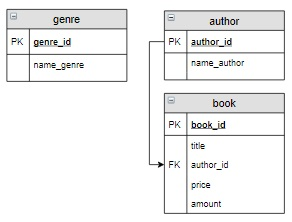 genre
PK genre_id
name_genre
author
PK author_id
name_author
book
PK book_id
title
FK author_id
price
amount